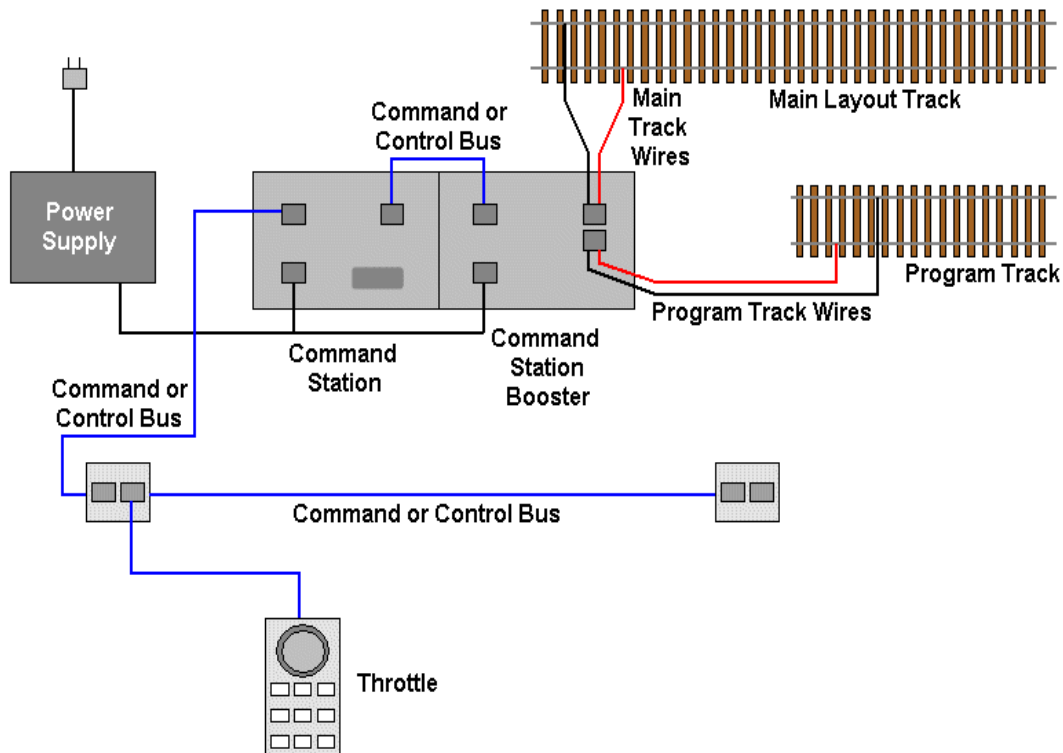 Main Layout Track
Main
Track
Wires
Command or
Control Bus
Power
Supply
Program Track
Program Track Wires
Command
Station
Command
Station
Booster
Command or
Control Bus
Command or Control Bus
Throttle